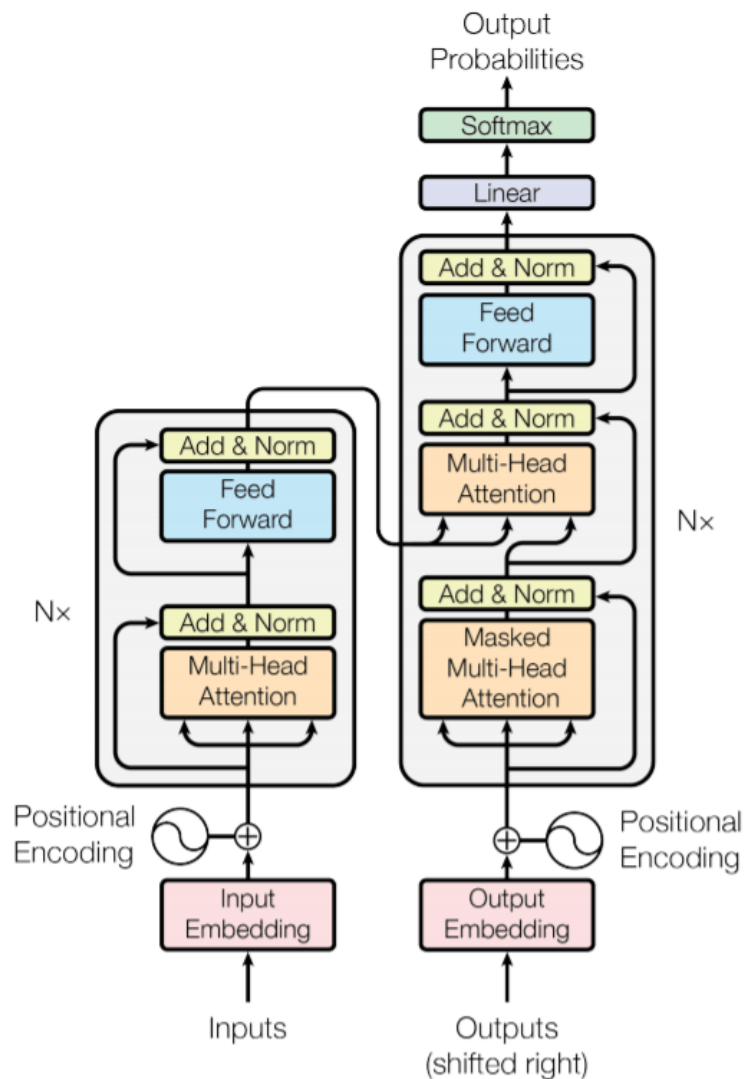 Output
Probabilities
Softmax
Linear
Add & Norm
Feed
Forward
Add & Norm
Multi-Head
Attention
Add & Norm
Masked
Multi-Head
Attention
Nx
Add & Norm
Feed
Forward
Add & Norm
Multi-Head
Attention
Nx
Positional
Encoding
Positional
Encoding
Input
Embedding
Output
Embedding
Inputs
Outputs
(shifted right)